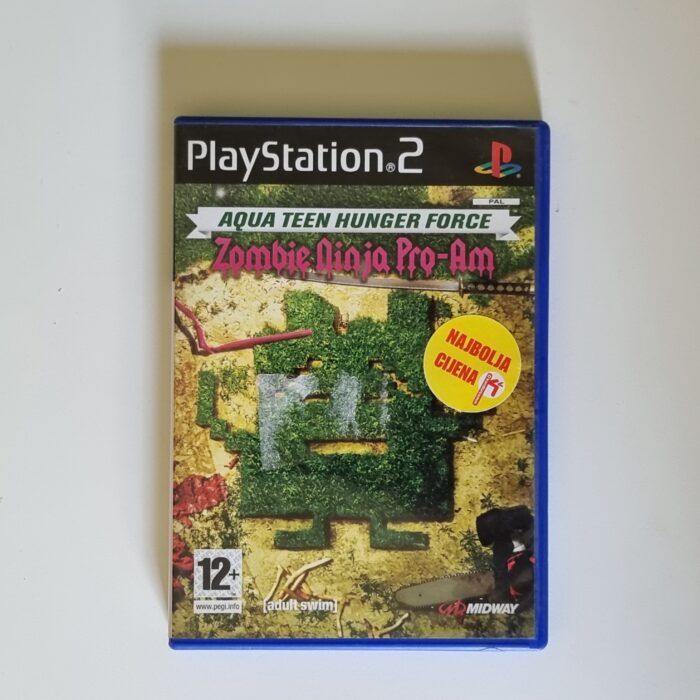 PlayStation®2
PAL
AQUA TEEN HUNGER FORCE
Zombie Ninja Pro-Am
NAJBOLJA
CIJENA
12+
www.pegi.info
[adult swim]
MIDWAY